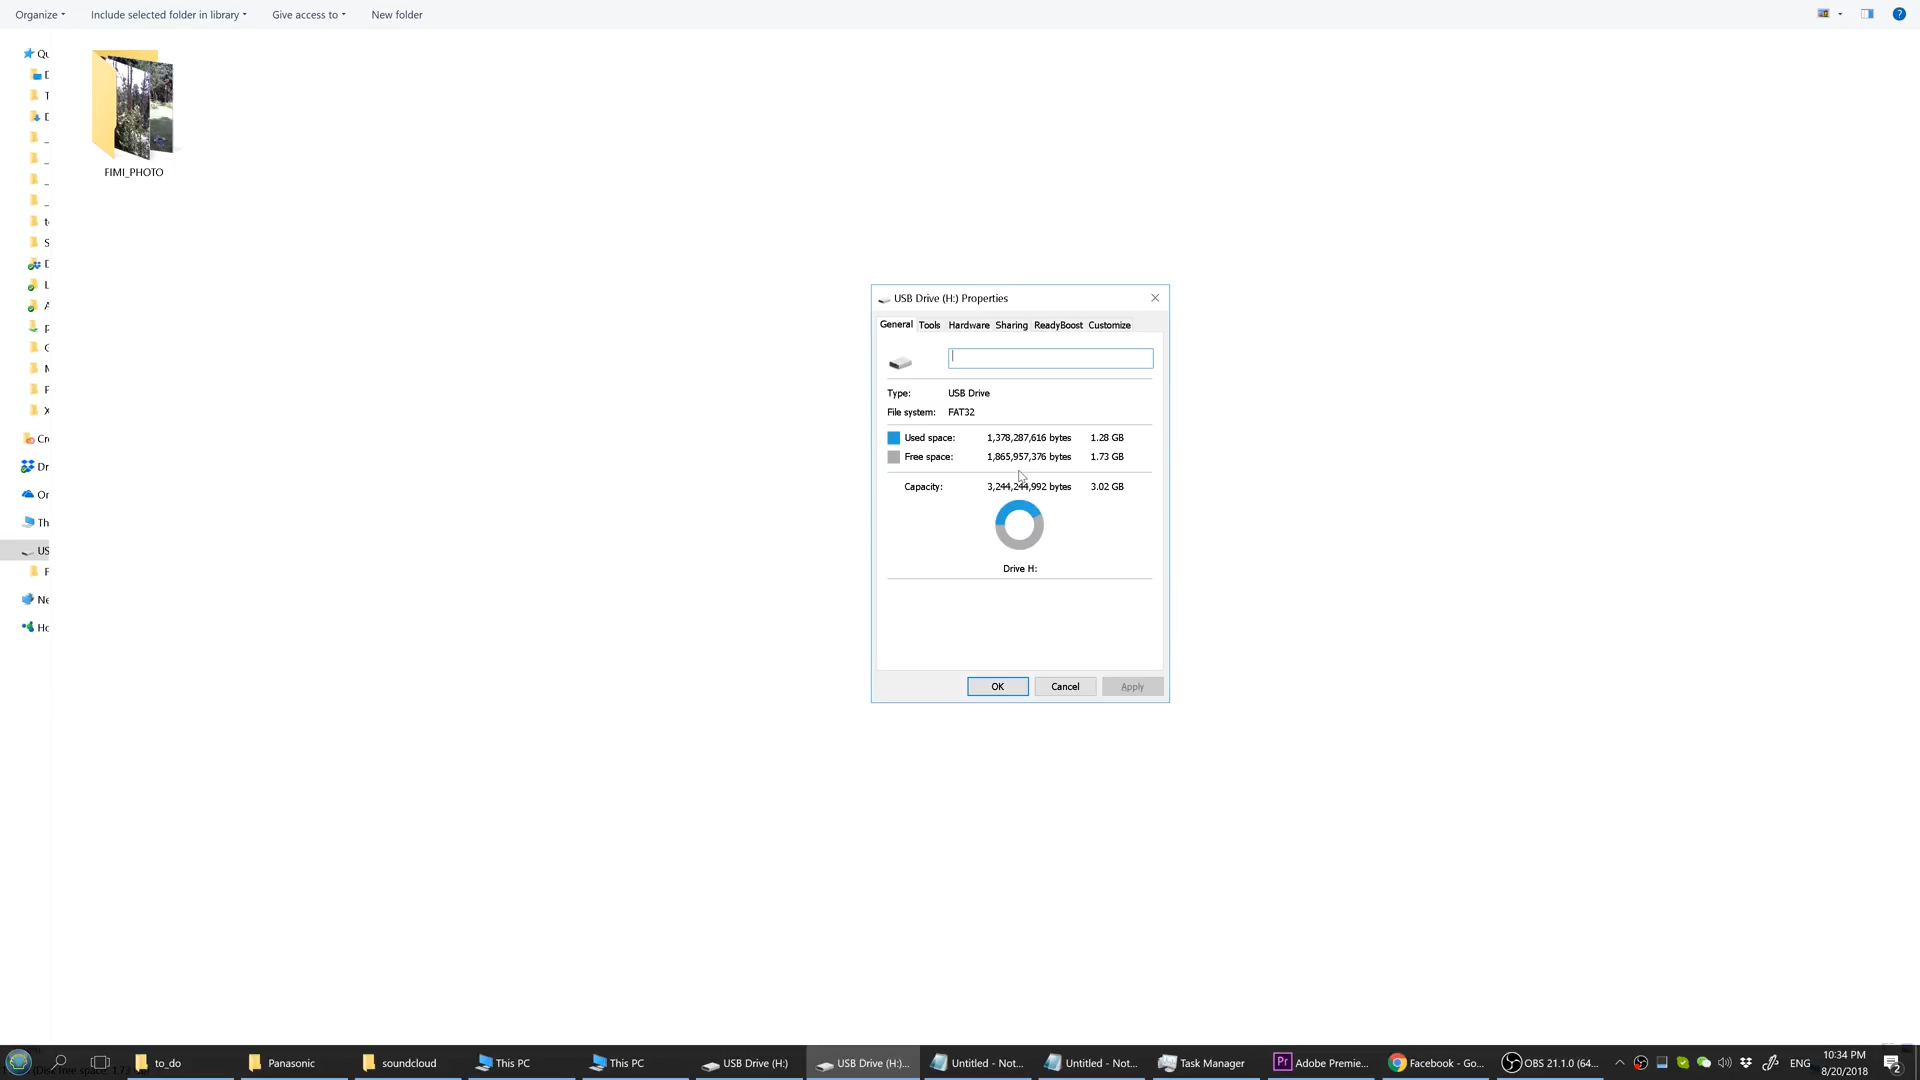 Organize Include selected folder in library Give access to New folder
FIMI_PHOTO
USB Drive (H:) Properties
General Tools Hardware Sharing ReadyBoost Customize
Type: USB Drive
File system: FAT32
Used space: 1,378,287,616 bytes 1.28 GB
Free space: 1,865,957,376 bytes 1.73 GB
Capacity: 3,244,244,992 bytes 3.02 GB
Drive H:
OK Cancel Apply
to_do Panasonic soundcloud This PC This PC USB Drive (H:) USB Drive (H:)... Untitled - Not... Untitled - Not... Task Manager Adobe Premie... Facebook - Go... OBS 21.1.0 (64... ENG 10:34 PM
8/20/2018 2